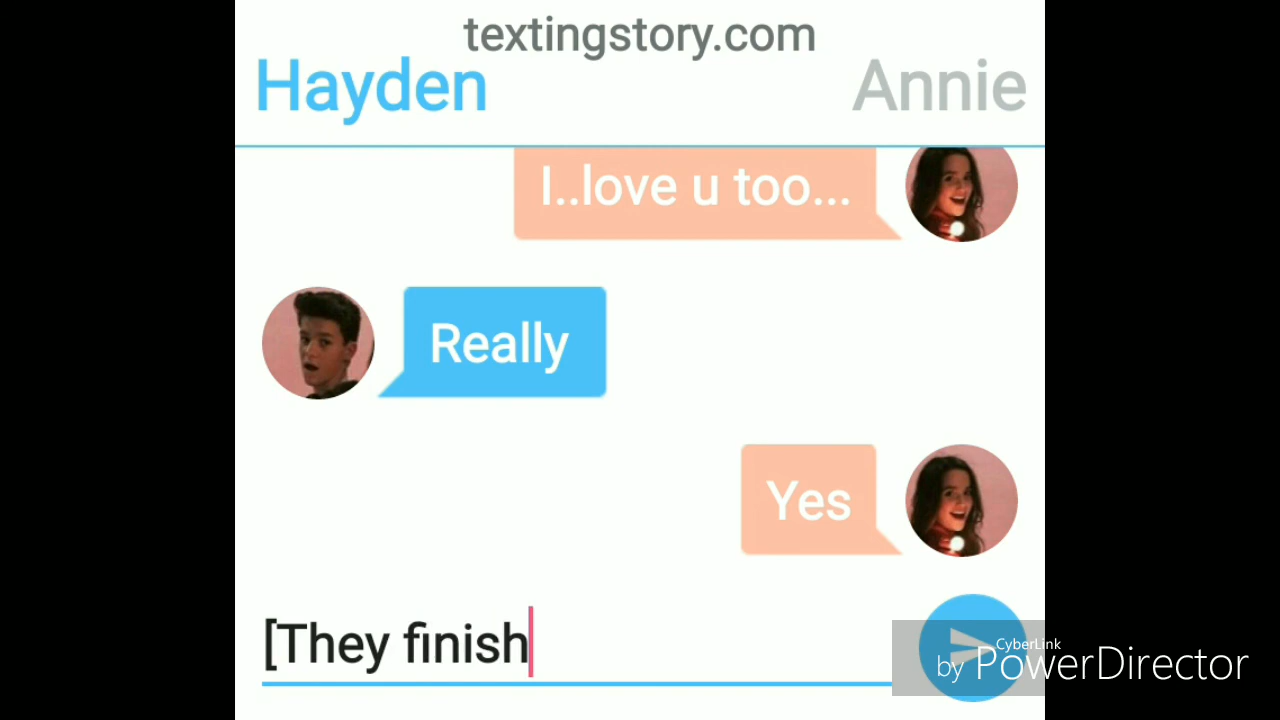 textingstory.com
Hayden
Annie
I..love u too...
Really
Yes
[They finish
CyberLink
by PowerDirector